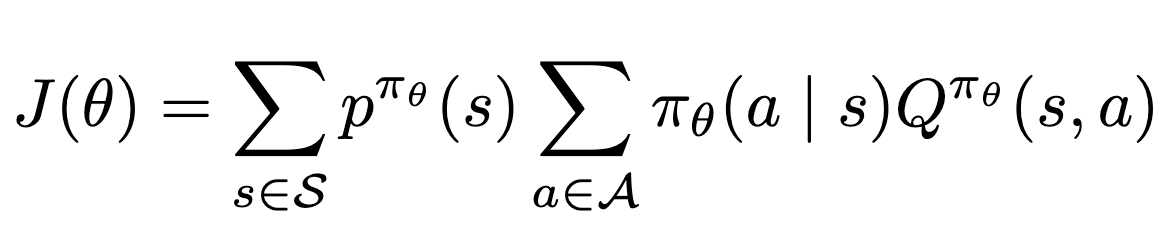 J(θ) = ∑_{s∈𝒮} p^{π_θ}(s) ∑_{a∈𝒜} π_θ(a ∣ s)Q^{π_θ}(s, a)